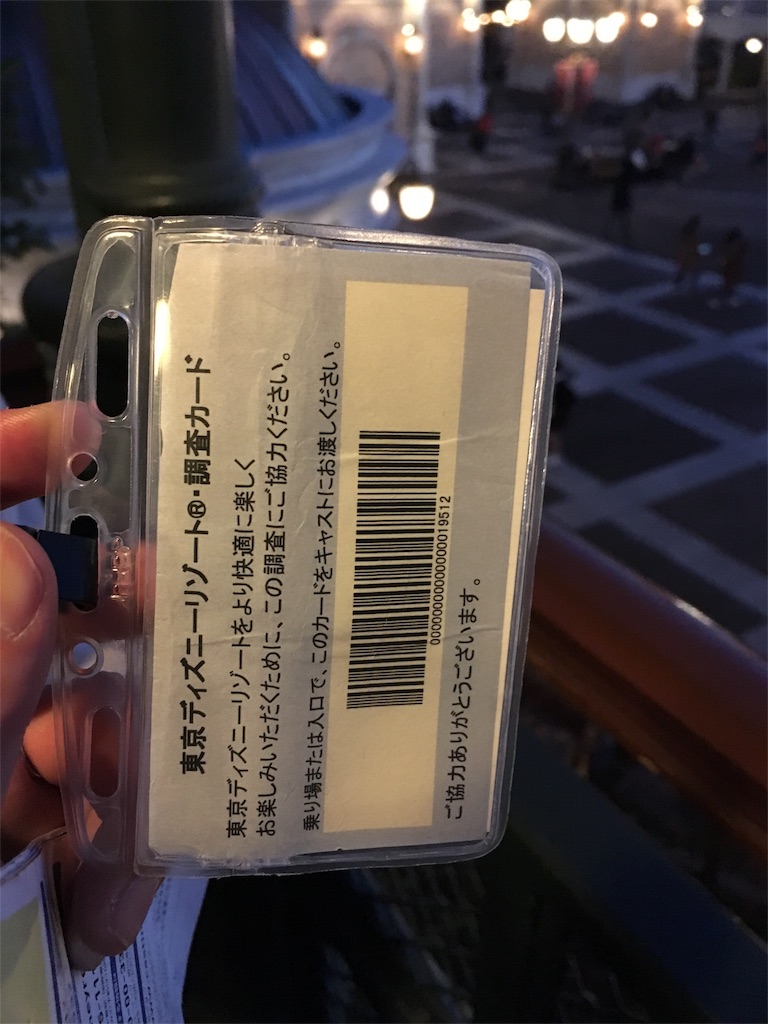 東京ディズニーリゾート®・調査カード
東京ディズニーリゾートをより快適に楽しく
お楽しみいただくために、この調査にご協力ください。
乗り場または入口で、このカードをキャストにお渡しください。
00000000000000019512
ご協力ありがとうございます。